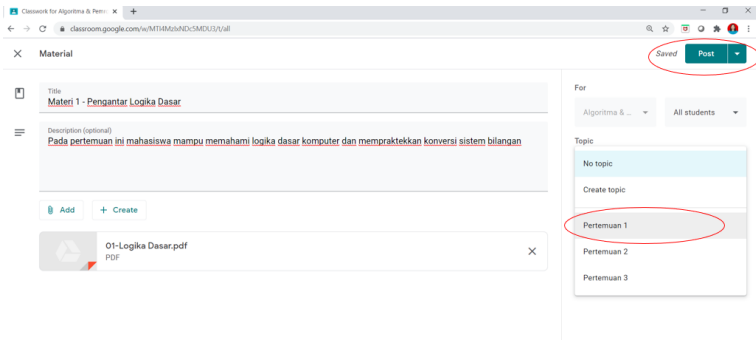 Classwork for Algoritma & Pem
classroom.google.com/w/MTI4MzIxNDc5MDU3/t/all
Material
Saved
Post
Title
Materi 1 - Pengantar Logika Dasar
Description (optional)
Pada pertemuan ini mahasiswa mampu memahami logika dasar komputer dan mempraktekkan konversi sistem bilangan
Add
+ Create
01-Logika Dasar.pdf
PDF
For
Algoritma & ...
All students
Topic
No topic
Create topic
Pertemuan 1
Pertemuan 2
Pertemuan 3